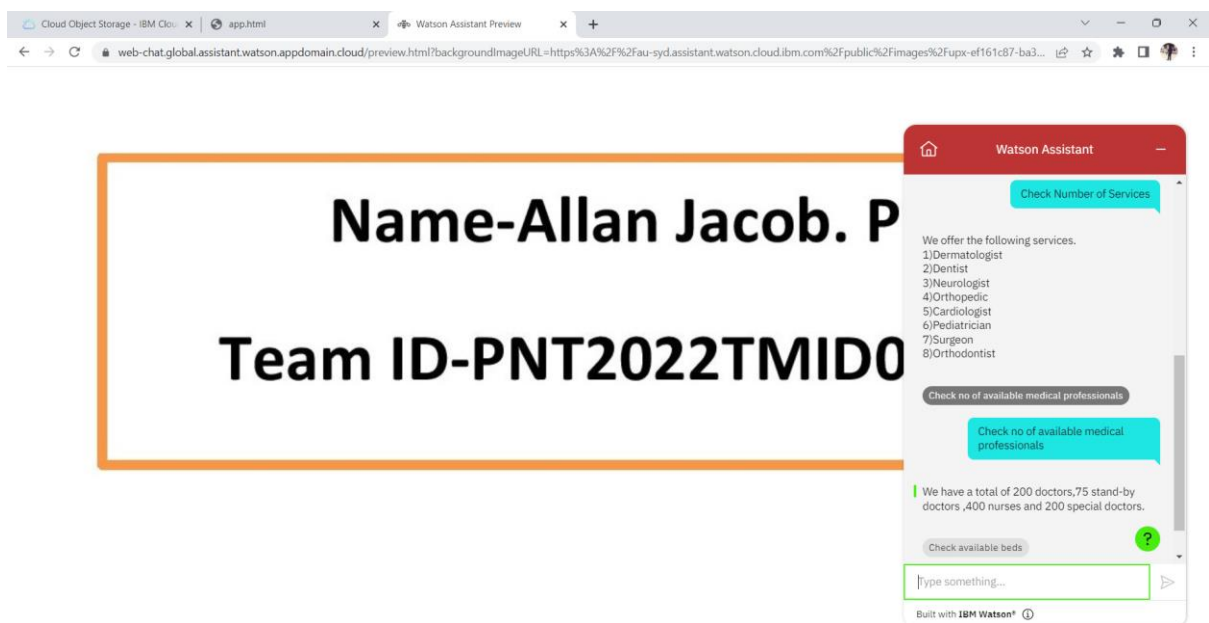 Cloud Object Storage - IBM Clou
app.html
Watson Assistant Preview
web-chat.global.assistant.watson.appdomain.cloud/preview.html?backgroundImageURL=https%3A%2F%2Fau-syd.assistant.watson.cloud.ibm.com%2Fpublic%2Fimages%2Fupx-ef161c87-ba3...
Name-Allan Jacob. P
Team ID-PNT2022TMID0
Watson Assistant
Check Number of Services
We offer the following services.
1)Dermatologist
2)Dentist
3)Neurologist
4)Orthopedic
5)Cardiologist
6)Pediatrician
7)Surgeon
8)Orthodontist
Check no of available medical professionals
Check no of available medical
professionals
We have a total of 200 doctors,75 stand-by
doctors ,400 nurses and 200 special doctors.
?
Check available beds
Type something...
Built with IBM Watson®